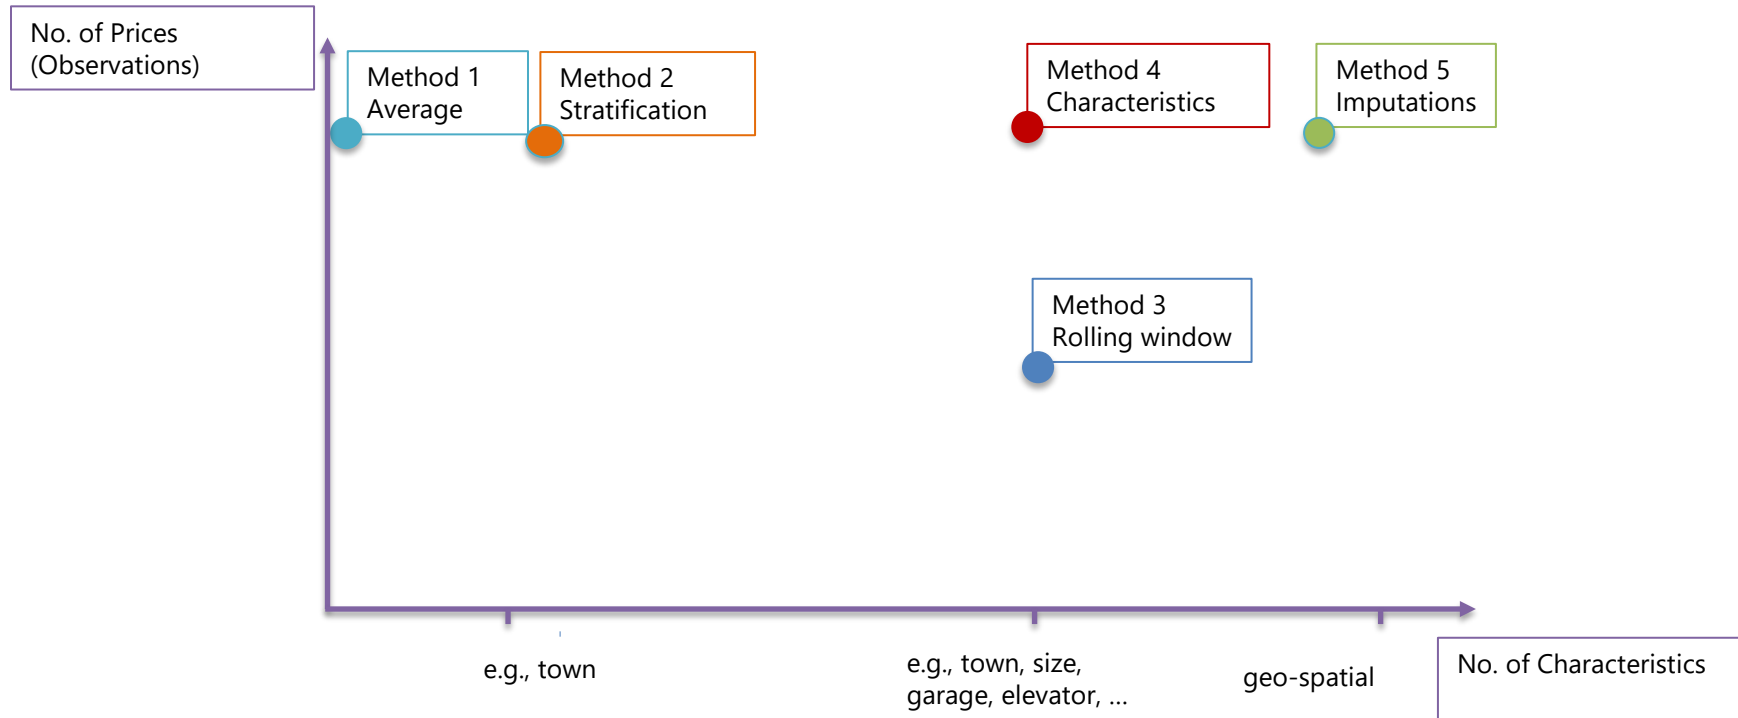 No. of Prices
(Observations)
Method 1
Average
Method 2
Stratification
Method 4
Characteristics
Method 5
Imputations
Method 3
Rolling window
e.g., town
e.g., town, size,
garage, elevator, ...
geo-spatial
No. of Characteristics